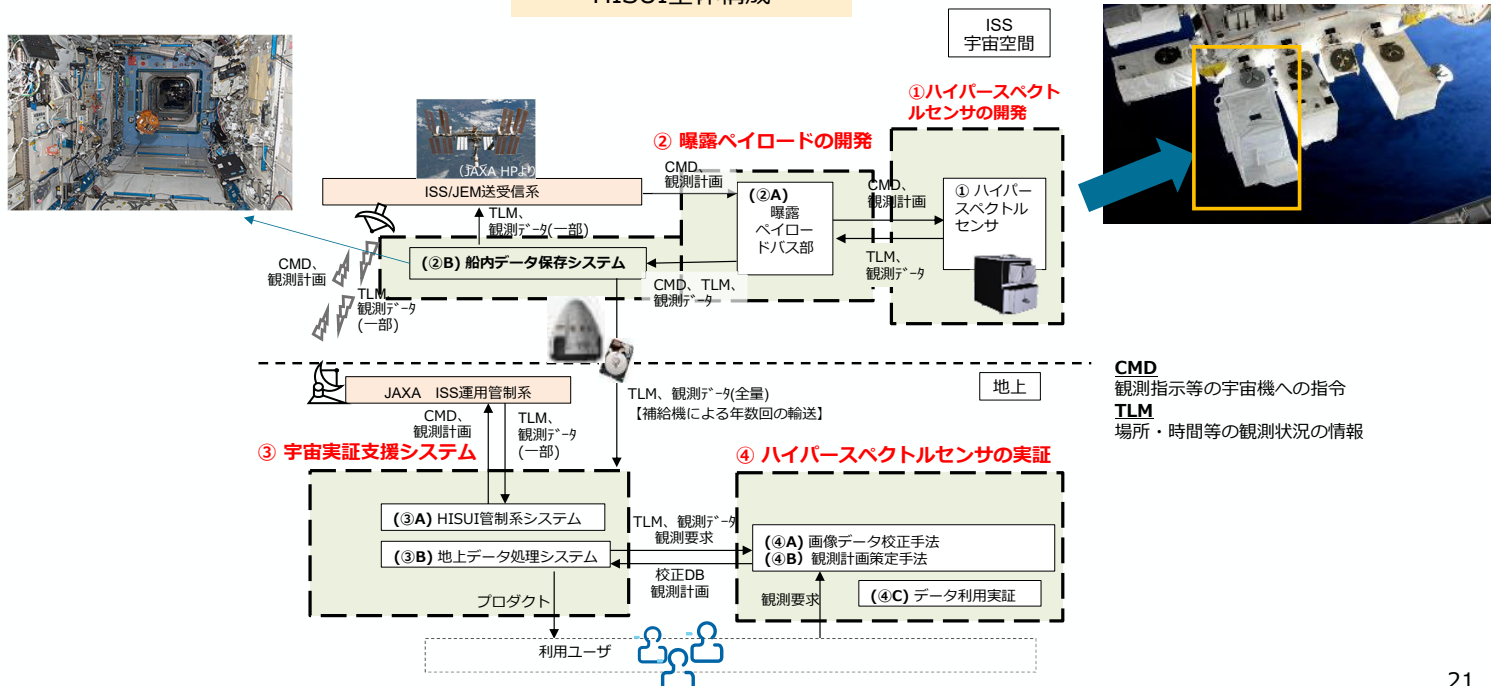 HISUI全体構成
ISS
宇宙空間
①ハイパースペクト
ルセンサの開発
② 曝露ペイロードの開発
(JAXA HPより
ISS/JEM送受信系
CMD、
観測計画
(②A)
曝露
ペイロー
ドバス部
CMD、
観測計画
① ハイパー
スペクトル
センサ
TLM、
観測ﾃﾞｰﾀ(一部)
TLM、
観測ﾃﾞｰﾀ
(②B) 船内データ保存システム
CMD、
観測計画
CMD、TLM、
観測ﾃﾞｰﾀ
TLM、
観測ﾃﾞｰﾀ
(一部)
地上
CMD
観測指示等の宇宙機への指令
TLM
場所・時間等の観測状況の情報
JAXA ISS運用管制系
TLM、観測ﾃﾞｰﾀ(全量)
【補給機による年数回の輸送】
CMD、
観測計画
TLM、
観測ﾃﾞｰﾀ
(一部)
③ 宇宙実証支援システム
④ ハイパースペクトルセンサの実証
(③A) HISUI管制系システム
TLM、観測ﾃﾞｰﾀ
観測要求
(③B) 地上データ処理システム
(④A) 画像データ校正手法
(④B) 観測計画策定手法
校正DB
観測計画
(④C) データ利用実証
プロダクト
観測要求
利用ユーザ
21